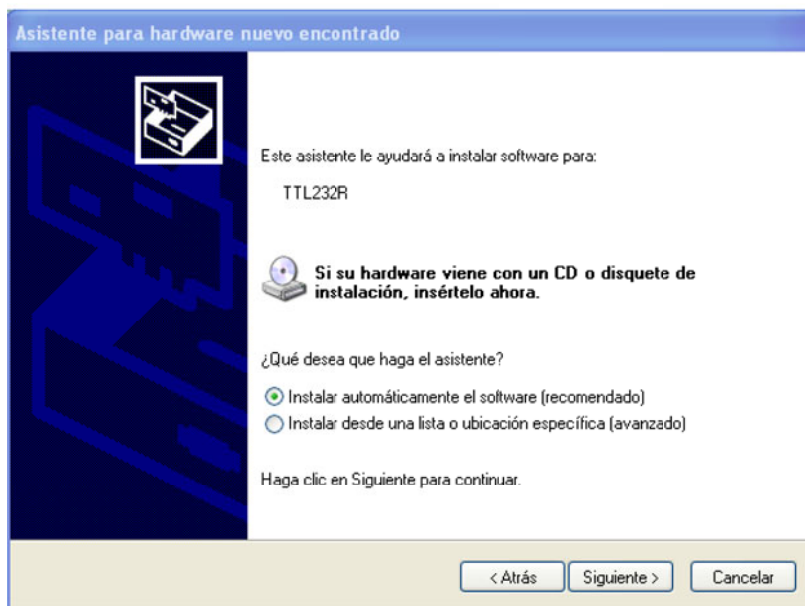 Asistente para hardware nuevo encontrado
Este asistente le ayudará a instalar software para:
TTL232R
Si su hardware viene con un CD o disquete de
instalación, insértelo ahora.
¿Qué desea que haga el asistente?
Instalar automáticamente el software (recomendado)
Instalar desde una lista o ubicación específica (avanzado)
Haga clic en Siguiente para continuar.
< Atrás
Siguiente >
Cancelar